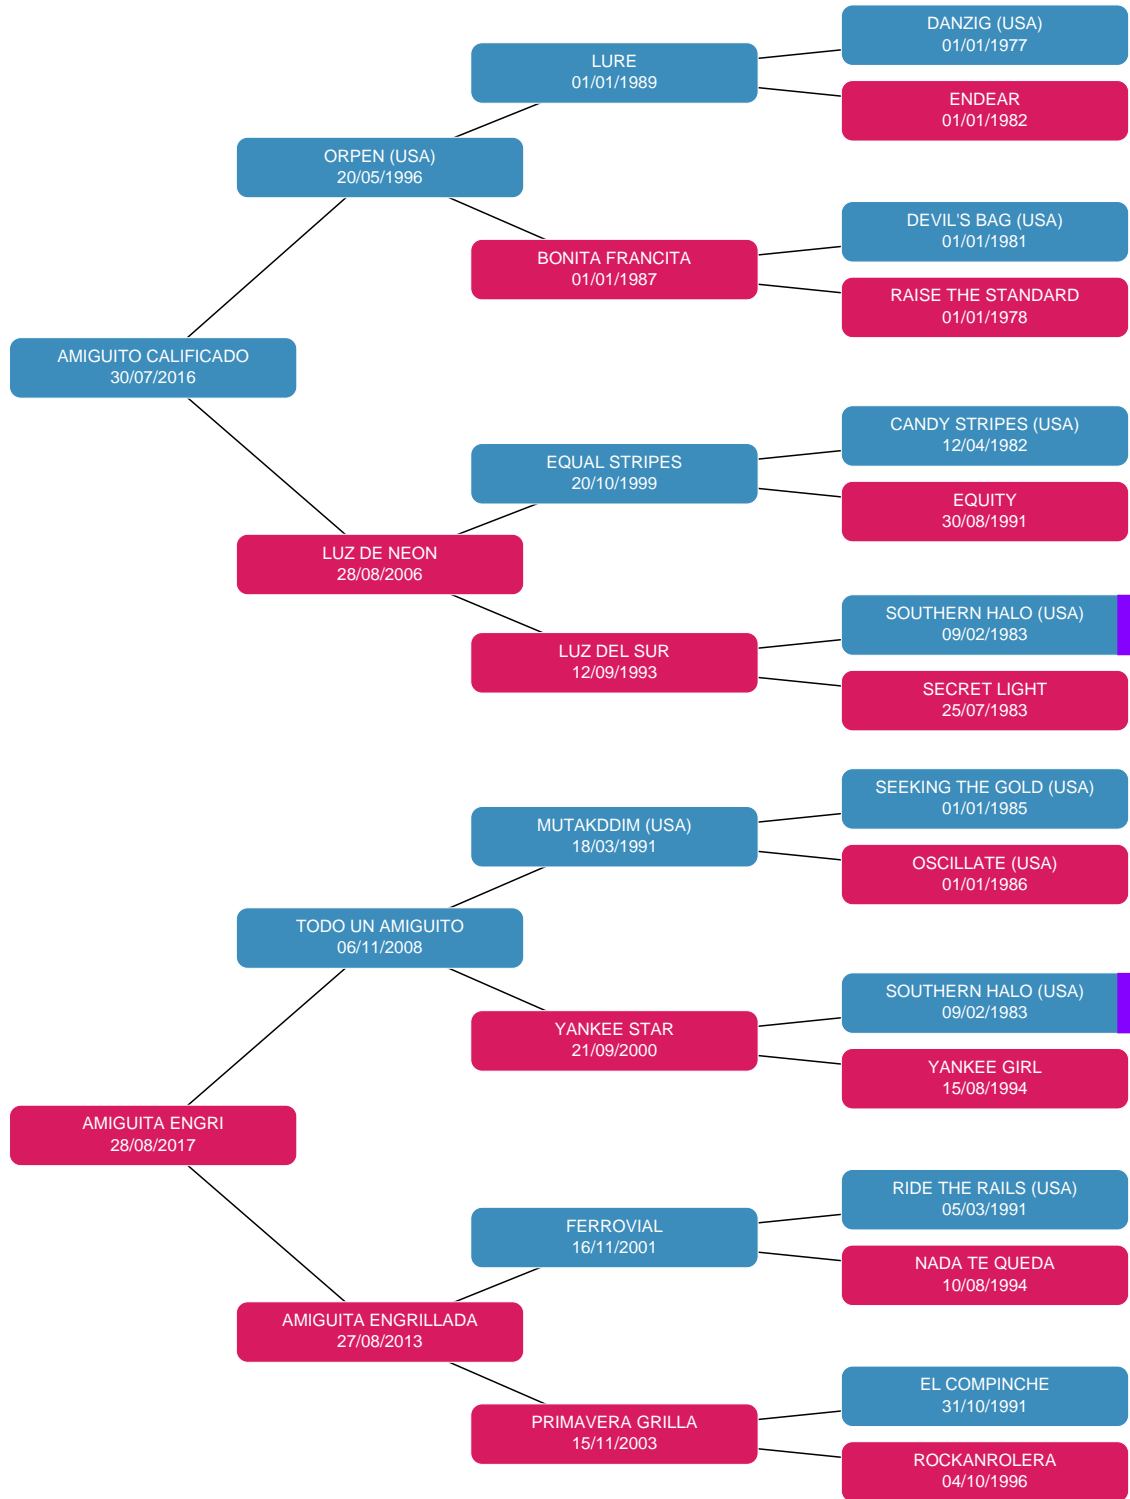 DANZIG (USA)
01/01/1977
LURE
01/01/1989
ENDEAR
01/01/1982
ORPEN (USA)
20/05/1996
DEVIL'S BAG (USA)
01/01/1981
BONITA FRANCITA
01/01/1987
RAISE THE STANDARD
01/01/1978
AMIGUITO CALIFICADO
30/07/2016
CANDY STRIPES (USA)
12/04/1982
EQUAL STRIPES
20/10/1999
EQUITY
30/08/1991
LUZ DE NEON
28/08/2006
SOUTHERN HALO (USA)
09/02/1983
LUZ DEL SUR
12/09/1993
SECRET LIGHT
25/07/1983
SEEKING THE GOLD (USA)
01/01/1985
MUTAKDDIM (USA)
18/03/1991
OSCILLATE (USA)
01/01/1986
TODO UN AMIGUITO
06/11/2008
SOUTHERN HALO (USA)
09/02/1983
YANKEE STAR
21/09/2000
YANKEE GIRL
15/08/1994
AMIGUITA ENGRI
28/08/2017
RIDE THE RAILS (USA)
05/03/1991
FERROVIAL
16/11/2001
NADA TE QUEDA
10/08/1994
AMIGUITA ENGRILLADA
27/08/2013
EL COMPINCHE
31/10/1991
PRIMAVERA GRILLA
15/11/2003
ROCKANROLERA
04/10/1996